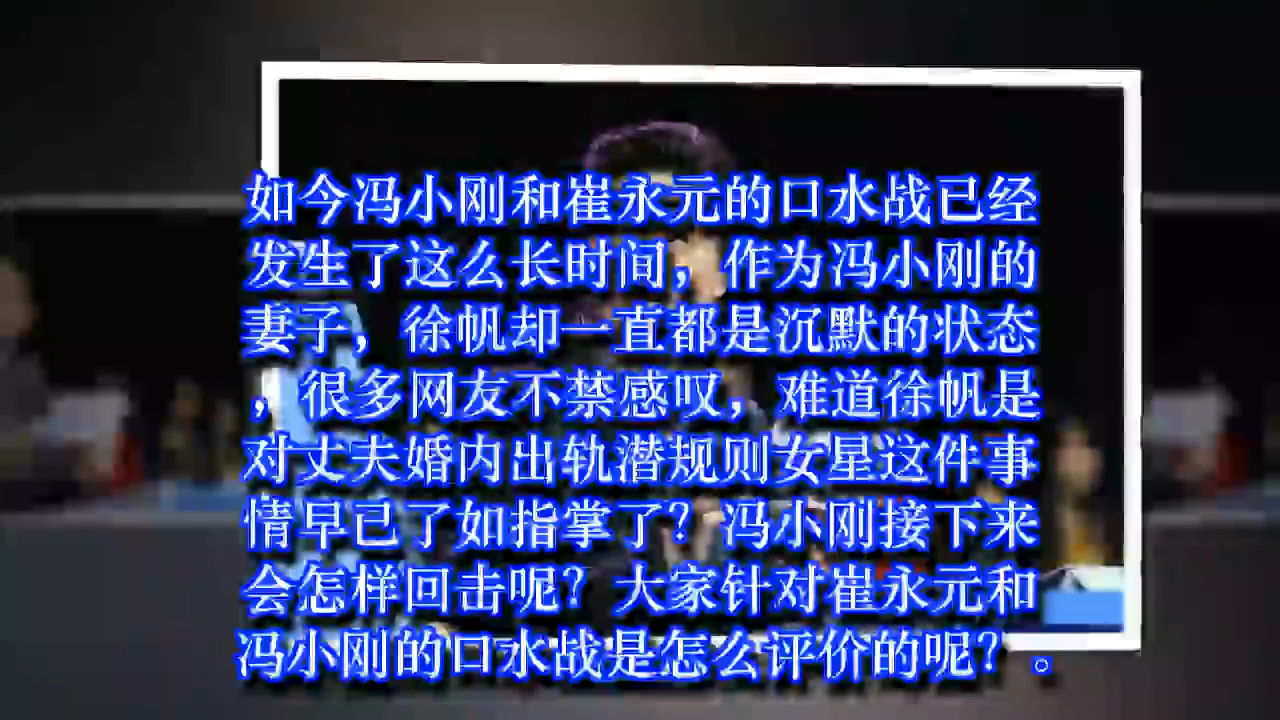 如今冯小刚和崔永元的口水战已经
发生了这么长时间，作为冯小刚的
妻子，徐帆却一直都是沉默的状态
，很多网友不禁感叹，难道徐帆是
对丈夫婚内出轨潜规则女星这件事
情早已了如指掌了？冯小刚接下来
会怎样回击呢？大家针对崔永元和
冯小刚的口水战是怎么评价的呢？。